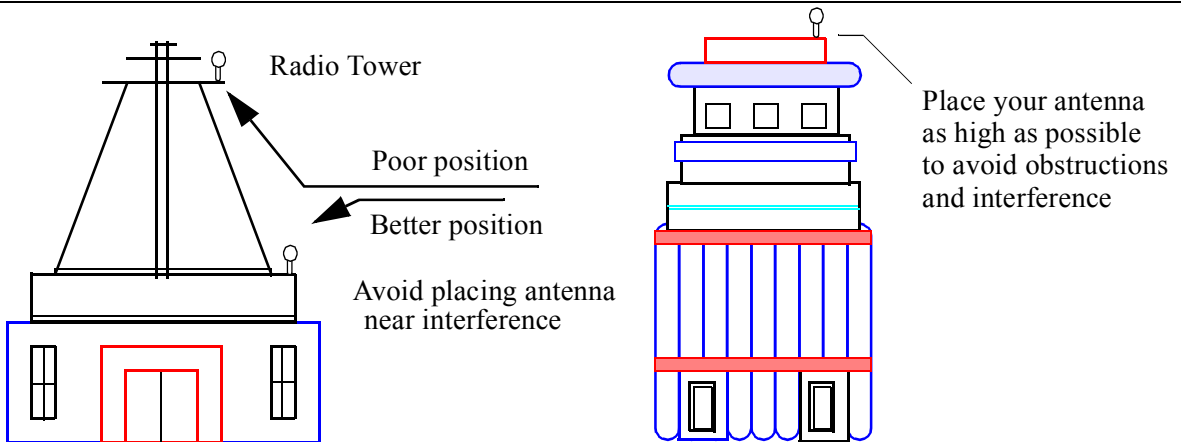 Radio Tower
Poor position
Better position
Avoid placing antenna
near interference
Place your antenna
as high as possible
to avoid obstructions
and interference